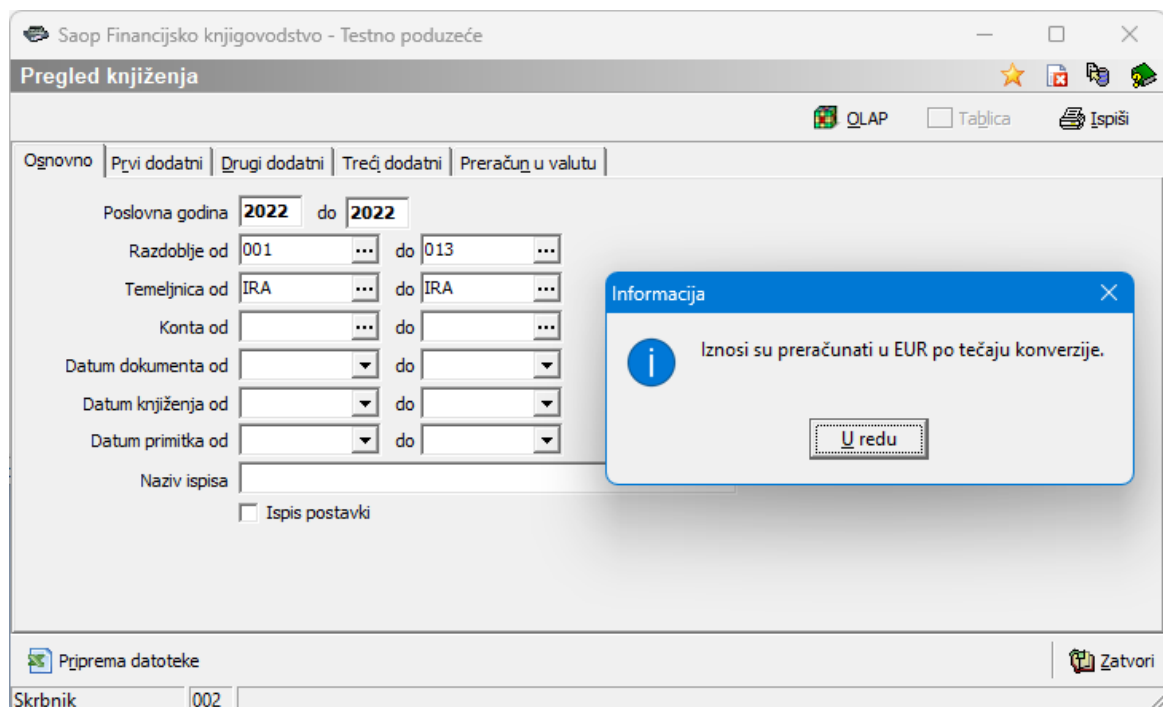 Saop Financijsko knjigovodstvo - Testno poduzeće
Pregled knjiženja
OLAP Tablica Ispiši
Osnovno Prvi dodatni Drugi dodatni Treći dodatni Preračun u valutu
Poslovna godina 2022 do 2022
Razdoblje od 001 ... do 013 ...
Temeljnica od IRA ... do IRA ...
Konta od ... do ...
Datum dokumenta od do
Datum knjiženja od do
Datum primitka od do
Naziv ispisa
Ispis postavki
Informacija
Iznosi su preračunati u EUR po tečaju konverzije.
U redu
Priprema datoteke Zatvori
Skrbnik 002